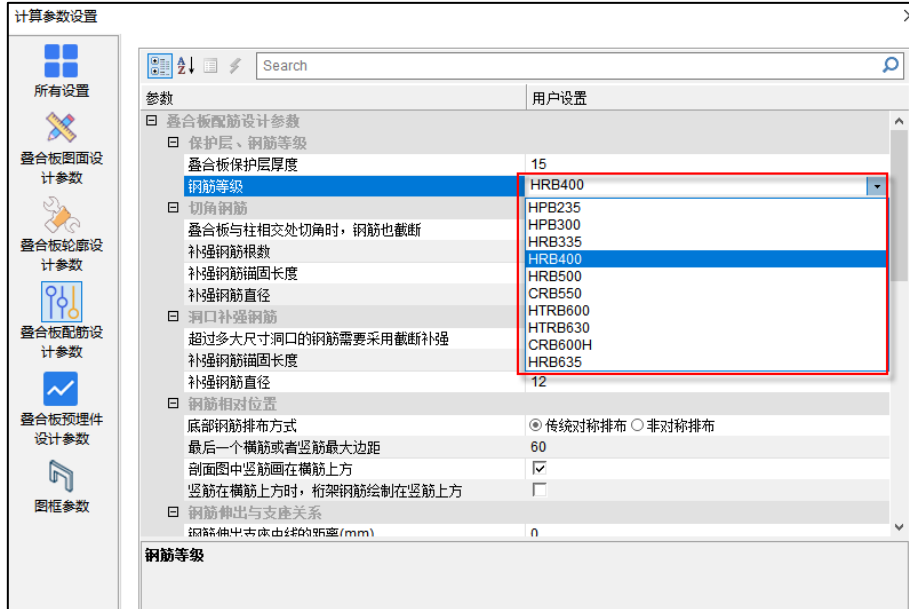 计算参数设置
所有设置
叠合板图面设
计参数
叠合板轮廓设
计参数
叠合板配筋设
计参数
叠合板预埋件
设计参数
图框参数
Search
参数 用户设置
叠合板配筋设计参数
保护层、钢筋等级
叠合板保护层厚度 15
钢筋等级 HRB400
切角钢筋
叠合板与柱相交处切角时，钢筋也截断
补强钢筋根数
补强钢筋锚固长度
补强钢筋直径
洞口补强钢筋
超过多大尺寸洞口的钢筋需要采用截断补强
补强钢筋锚固长度
补强钢筋直径 12
HPB235
HPB300
HRB335
HRB400
HRB500
CRB550
HTRB600
HTRB630
CRB600H
HRB635
钢筋相对位置
底部钢筋排布方式 传统对称排布 非对称排布
最后一个横筋或者竖筋最大边距 60
剖面图中竖筋画在横筋上方
竖筋在横筋上方时，桁架钢筋绘制在竖筋上方
钢筋伸出与支座关系
钢筋伸出支座中线的距离(mm) 0
钢筋等级